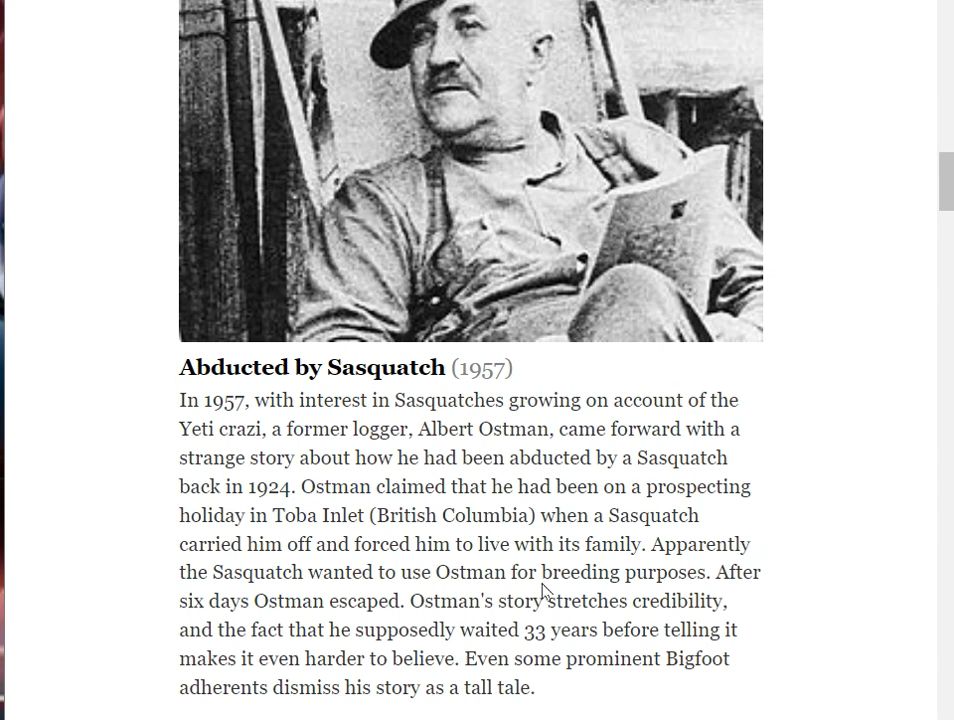 Abducted by Sasquatch (1957)
In 1957, with interest in Sasquatches growing on account of the
Yeti crazi, a former logger, Albert Ostman, came forward with a
strange story about how he had been abducted by a Sasquatch
back in 1924. Ostman claimed that he had been on a prospecting
holiday in Toba Inlet (British Columbia) when a Sasquatch
carried him off and forced him to live with its family. Apparently
the Sasquatch wanted to use Ostman for breeding purposes. After
six days Ostman escaped. Ostman's story stretches credibility,
and the fact that he supposedly waited 33 years before telling it
makes it even harder to believe. Even some prominent Bigfoot
adherents dismiss his story as a tall tale.